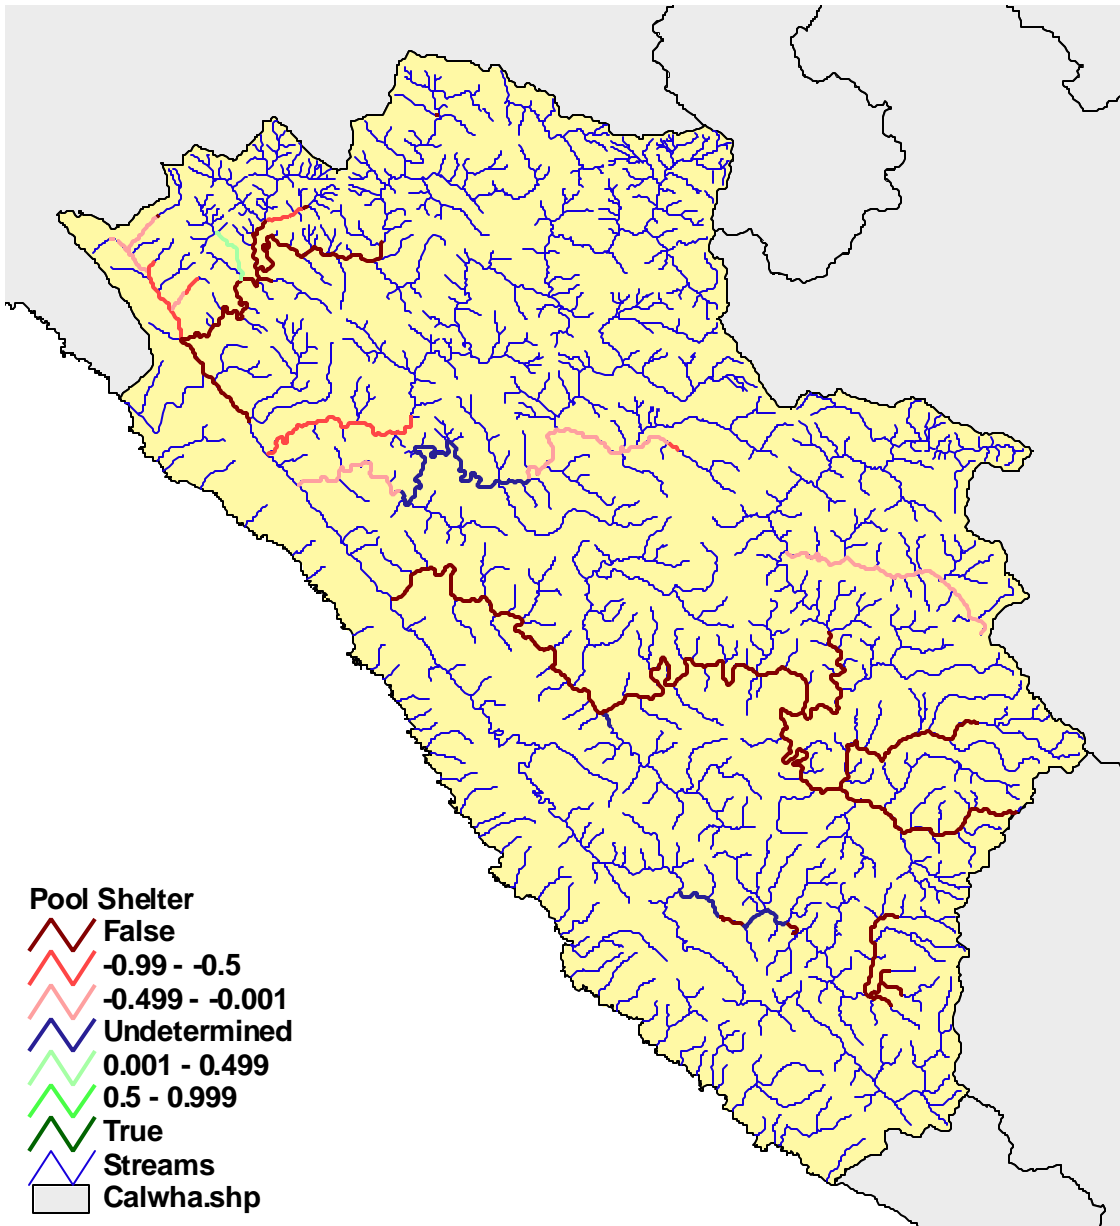 Pool Shelter
False
-0.99 - -0.5
-0.499 - -0.001
Undetermined
0.001 - 0.499
0.5 - 0.999
True
Streams
Calwha.shp